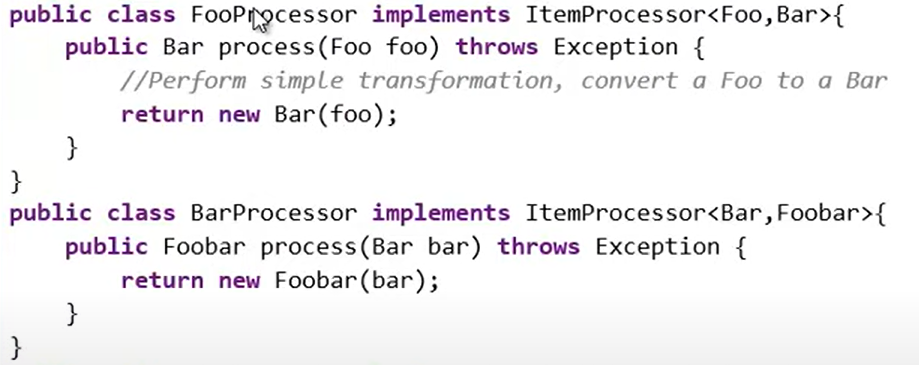 public class FooProcessor implements ItemProcessor<Foo,Bar>{
    public Bar process(Foo foo) throws Exception {
        //Perform simple transformation, convert a Foo to a Bar
        return new Bar(foo);
    }
}
public class BarProcessor implements ItemProcessor<Bar,Foobar>{
    public Foobar process(Bar bar) throws Exception {
        return new Foobar(bar);
    }
}